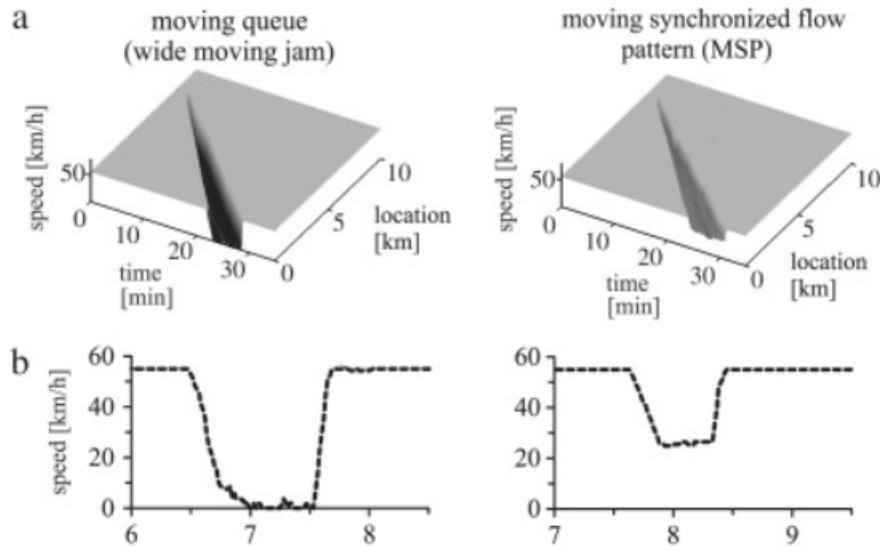 a
moving queue
(wide moving jam)
moving synchronized flow
pattern (MSP)
speed [km/h]
50
0
10
20
30
time
[min]
0
5
10
location
[km]
speed [km/h]
50
0
10
20
30
time
[min]
0
5
10
location
[km]
b
speed [km/h]
60
40
20
0
6
7
8
60
40
20
0
7
8
9